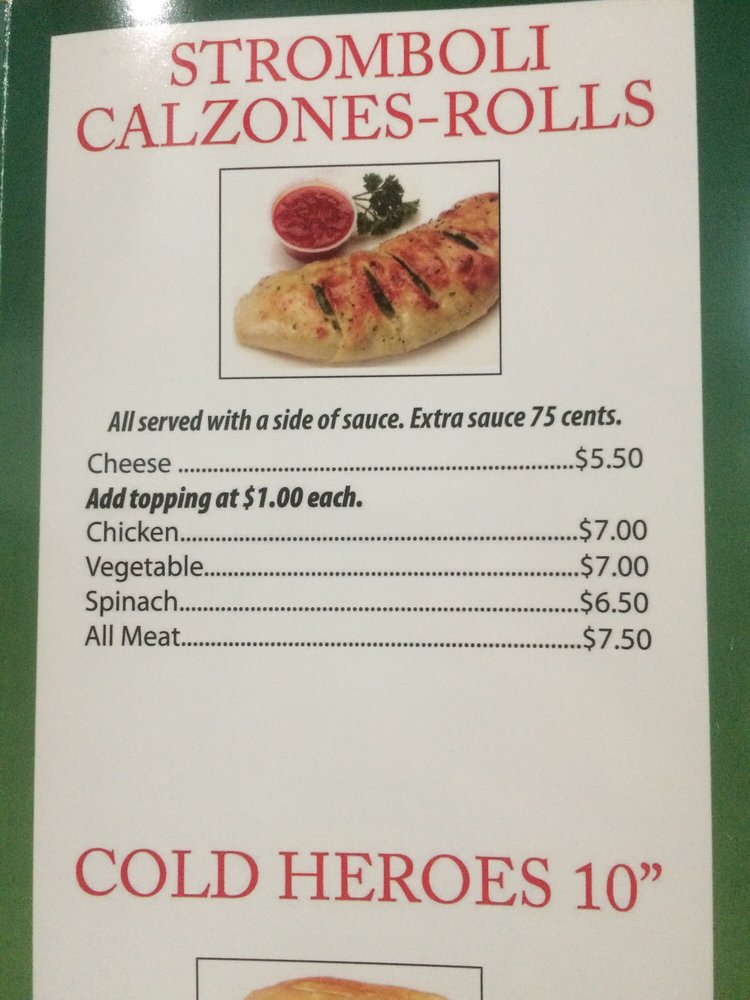 STROMBOLI
CALZONES-ROLLS
All served with a side of sauce. Extra sauce 75 cents.
Cheese ............................................................$5.50
Add topping at $1.00 each.
Chicken............................................................$7.00
Vegetable.........................................................$7.00
Spinach............................................................$6.50
All Meat............................................................$7.50
COLD HEROES 10”